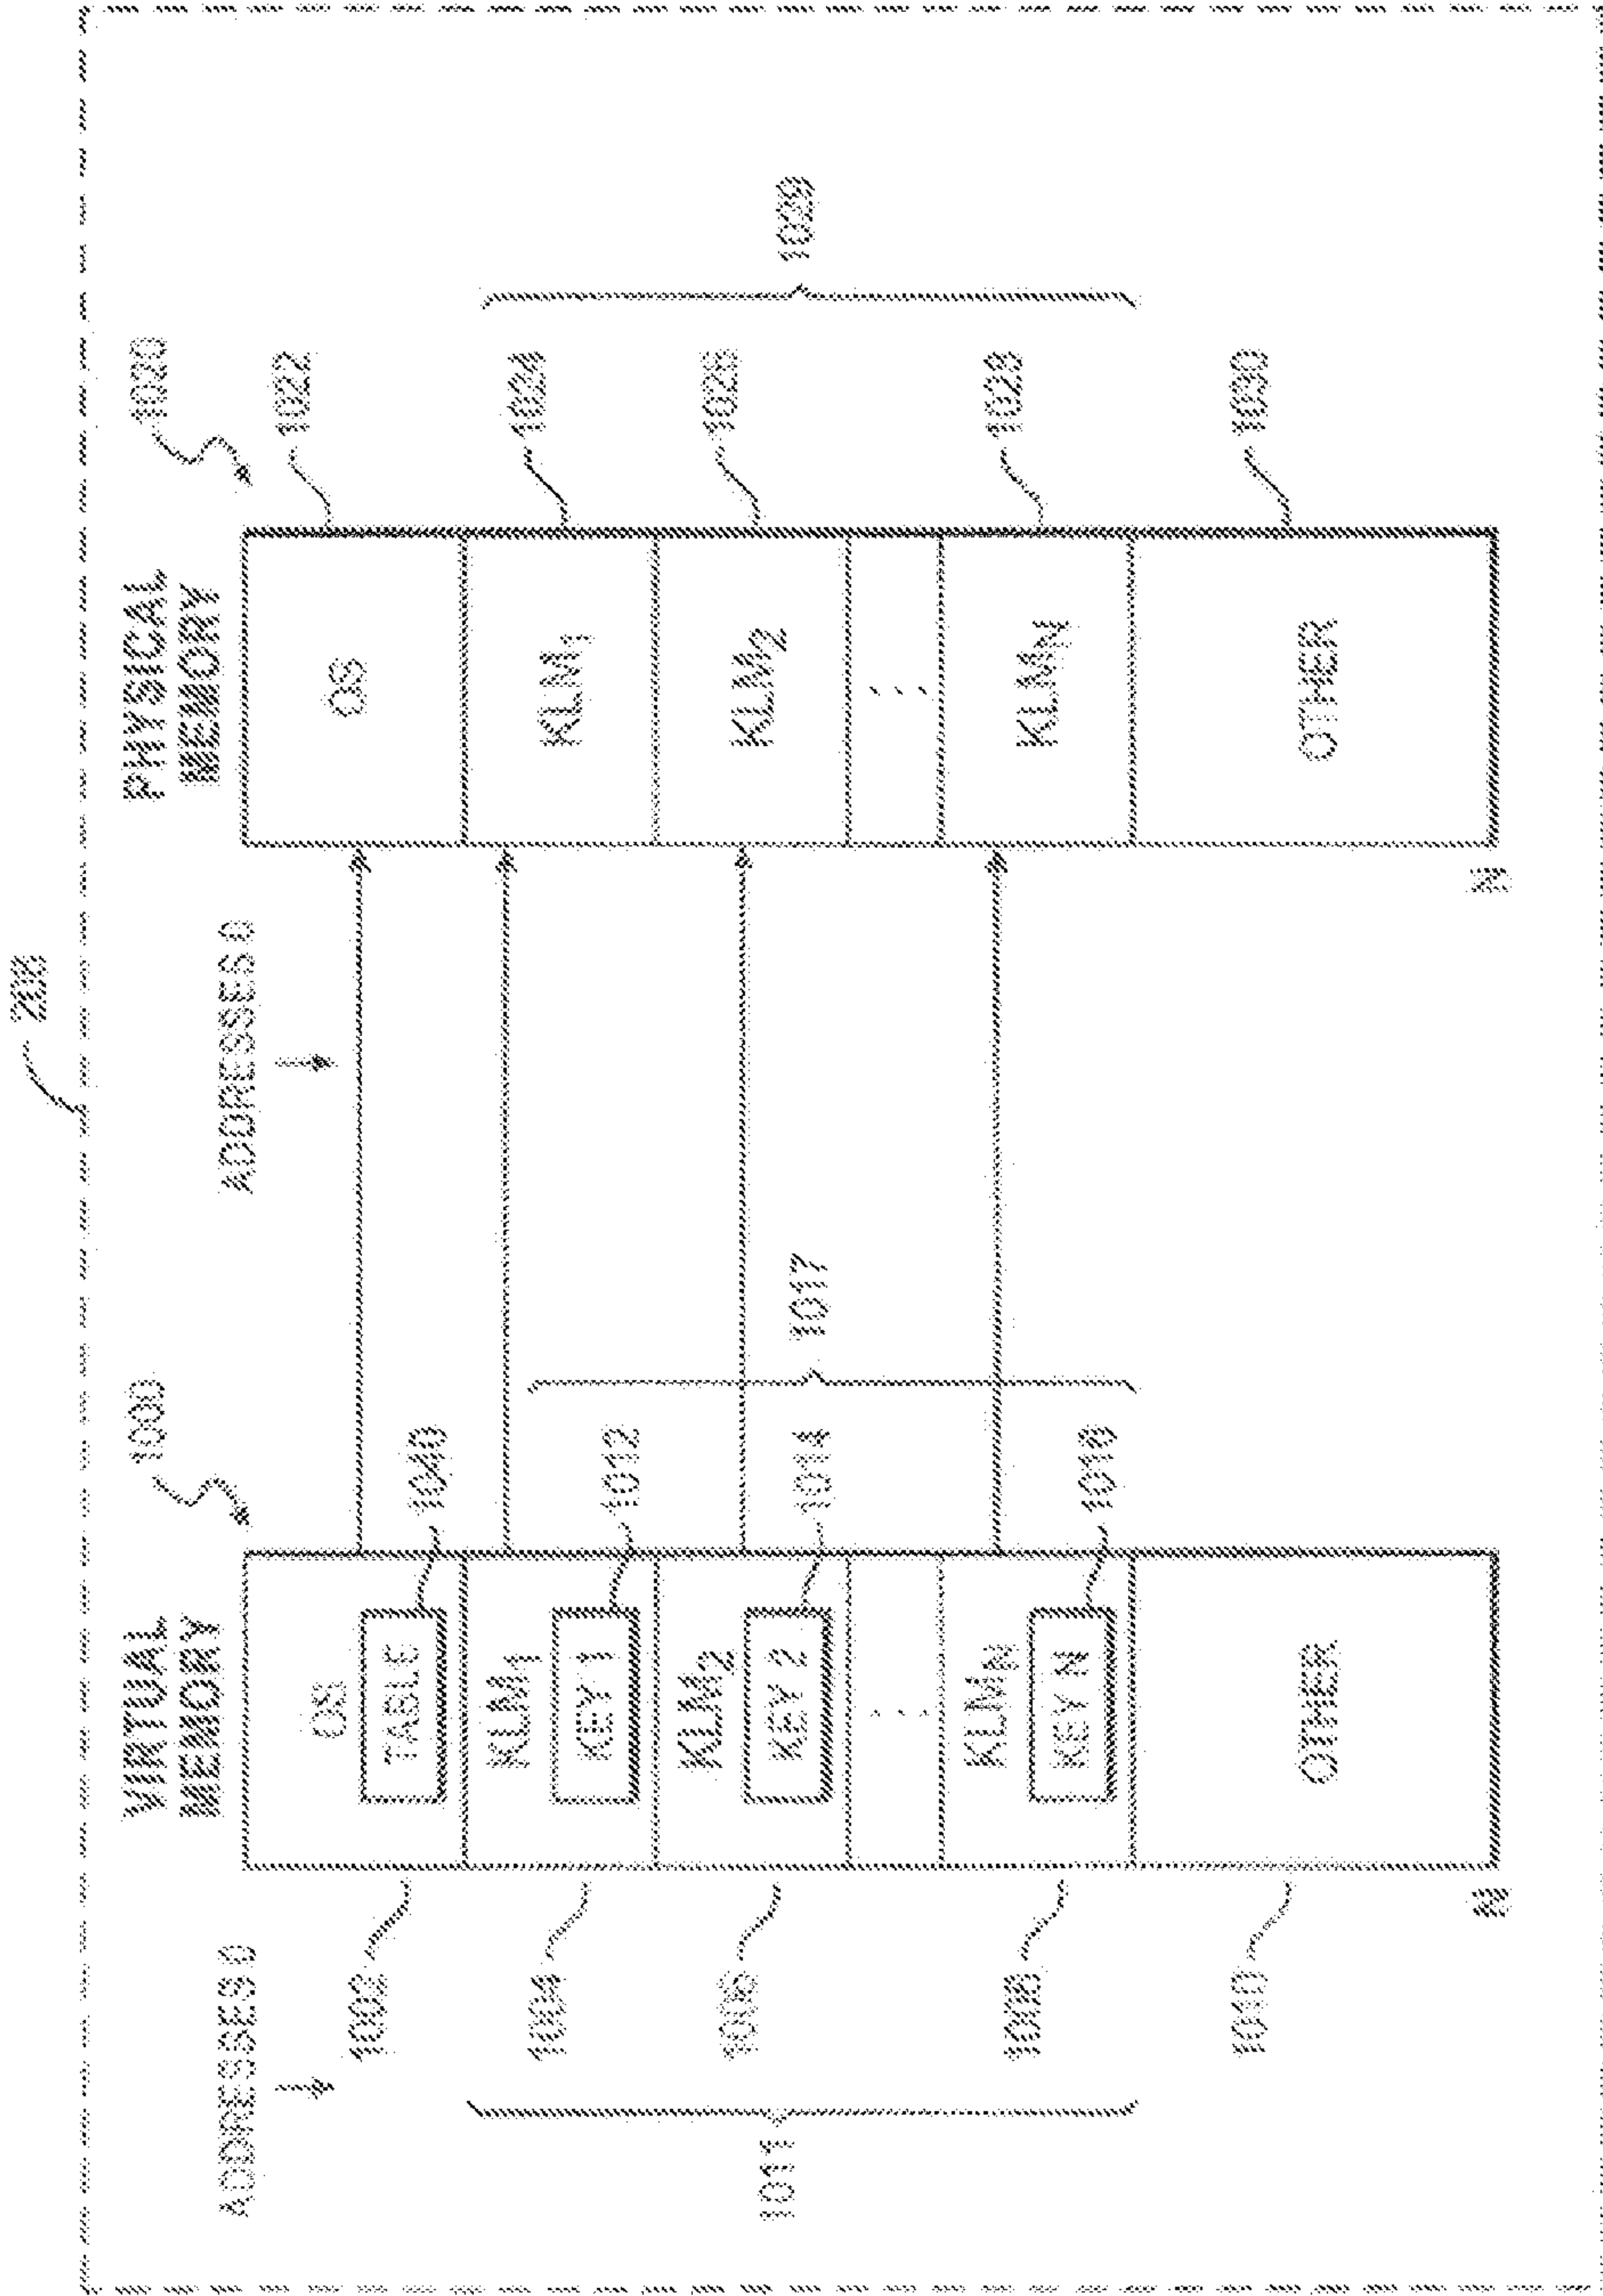 208
VIRTUAL
MEMORY
1000
PHYSICAL
MEMORY
1020
ADDRESSES 0
ADDRESSES 0
1002
OS
TABLE
1040
OS
1022
1004
KLM1
KEY 1
1012
KLM1
1024
1006
KLM2
KEY 2
1014
KLM2
1026
1011
1017
1039
. . .
. . .
1008
KLMN
KEY N
1016
KLMN
1028
1010
OTHER
OTHER
1030
N
N